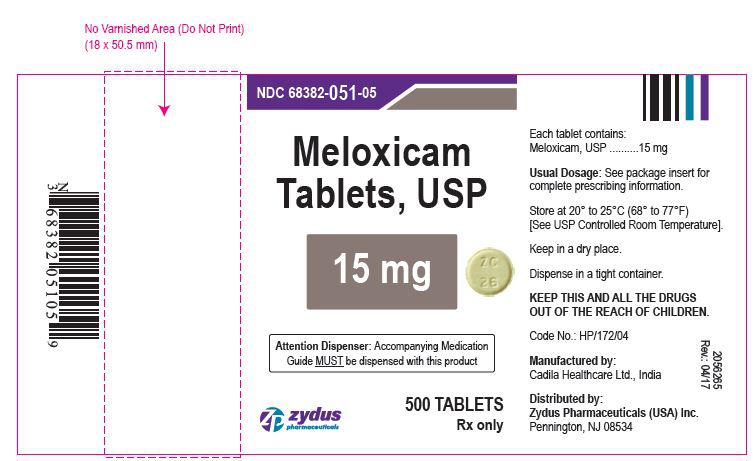 No Varnished Area (Do Not Print)
(18 x 50.5 mm)
N
3 68382 05105 9
NDC 68382-051-05
Meloxicam
Tablets, USP
15 mg
ZC
26
Attention Dispenser: Accompanying Medication
Guide MUST be dispensed with this product
zydus
pharmaceuticals
500 TABLETS
Rx only
Each tablet contains:
Meloxicam, USP ..........15 mg
Usual Dosage: See package insert for
complete prescribing information.
Store at 20° to 25°C (68° to 77°F)
[See USP Controlled Room Temperature].
Keep in a dry place.
Dispense in a tight container.
KEEP THIS AND ALL THE DRUGS
OUT OF THE REACH OF CHILDREN.
Code No.: HP/172/04
Manufactured by:
Cadila Healthcare Ltd., India
Distributed by:
Zydus Pharmaceuticals (USA) Inc.
Pennington, NJ 08534
2056265
Rev.: 04/17